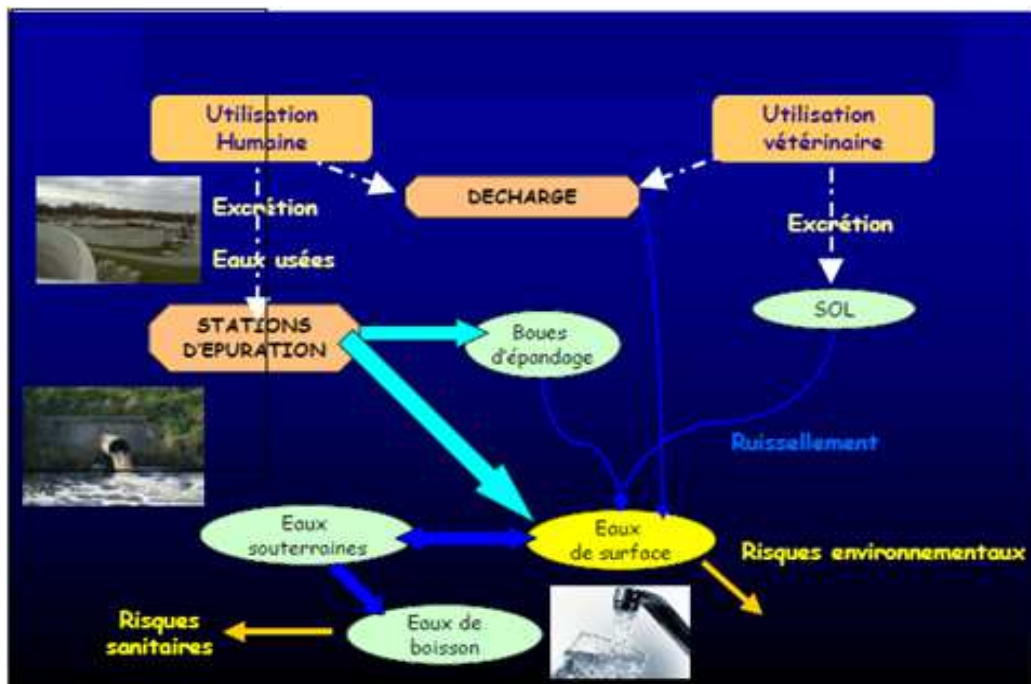 Utilisation
Humaine
Utilisation
vétérinaire
DECHARGE
Excrétion
Excrétion
Eaux usées
SOL
STATIONS
D'EPURATION
Boues
d'épandage
Ruissellement
Eaux
souterraines
Eaux
de surface
Risques environnementaux
Risques
sanitaires
Eaux de
boisson